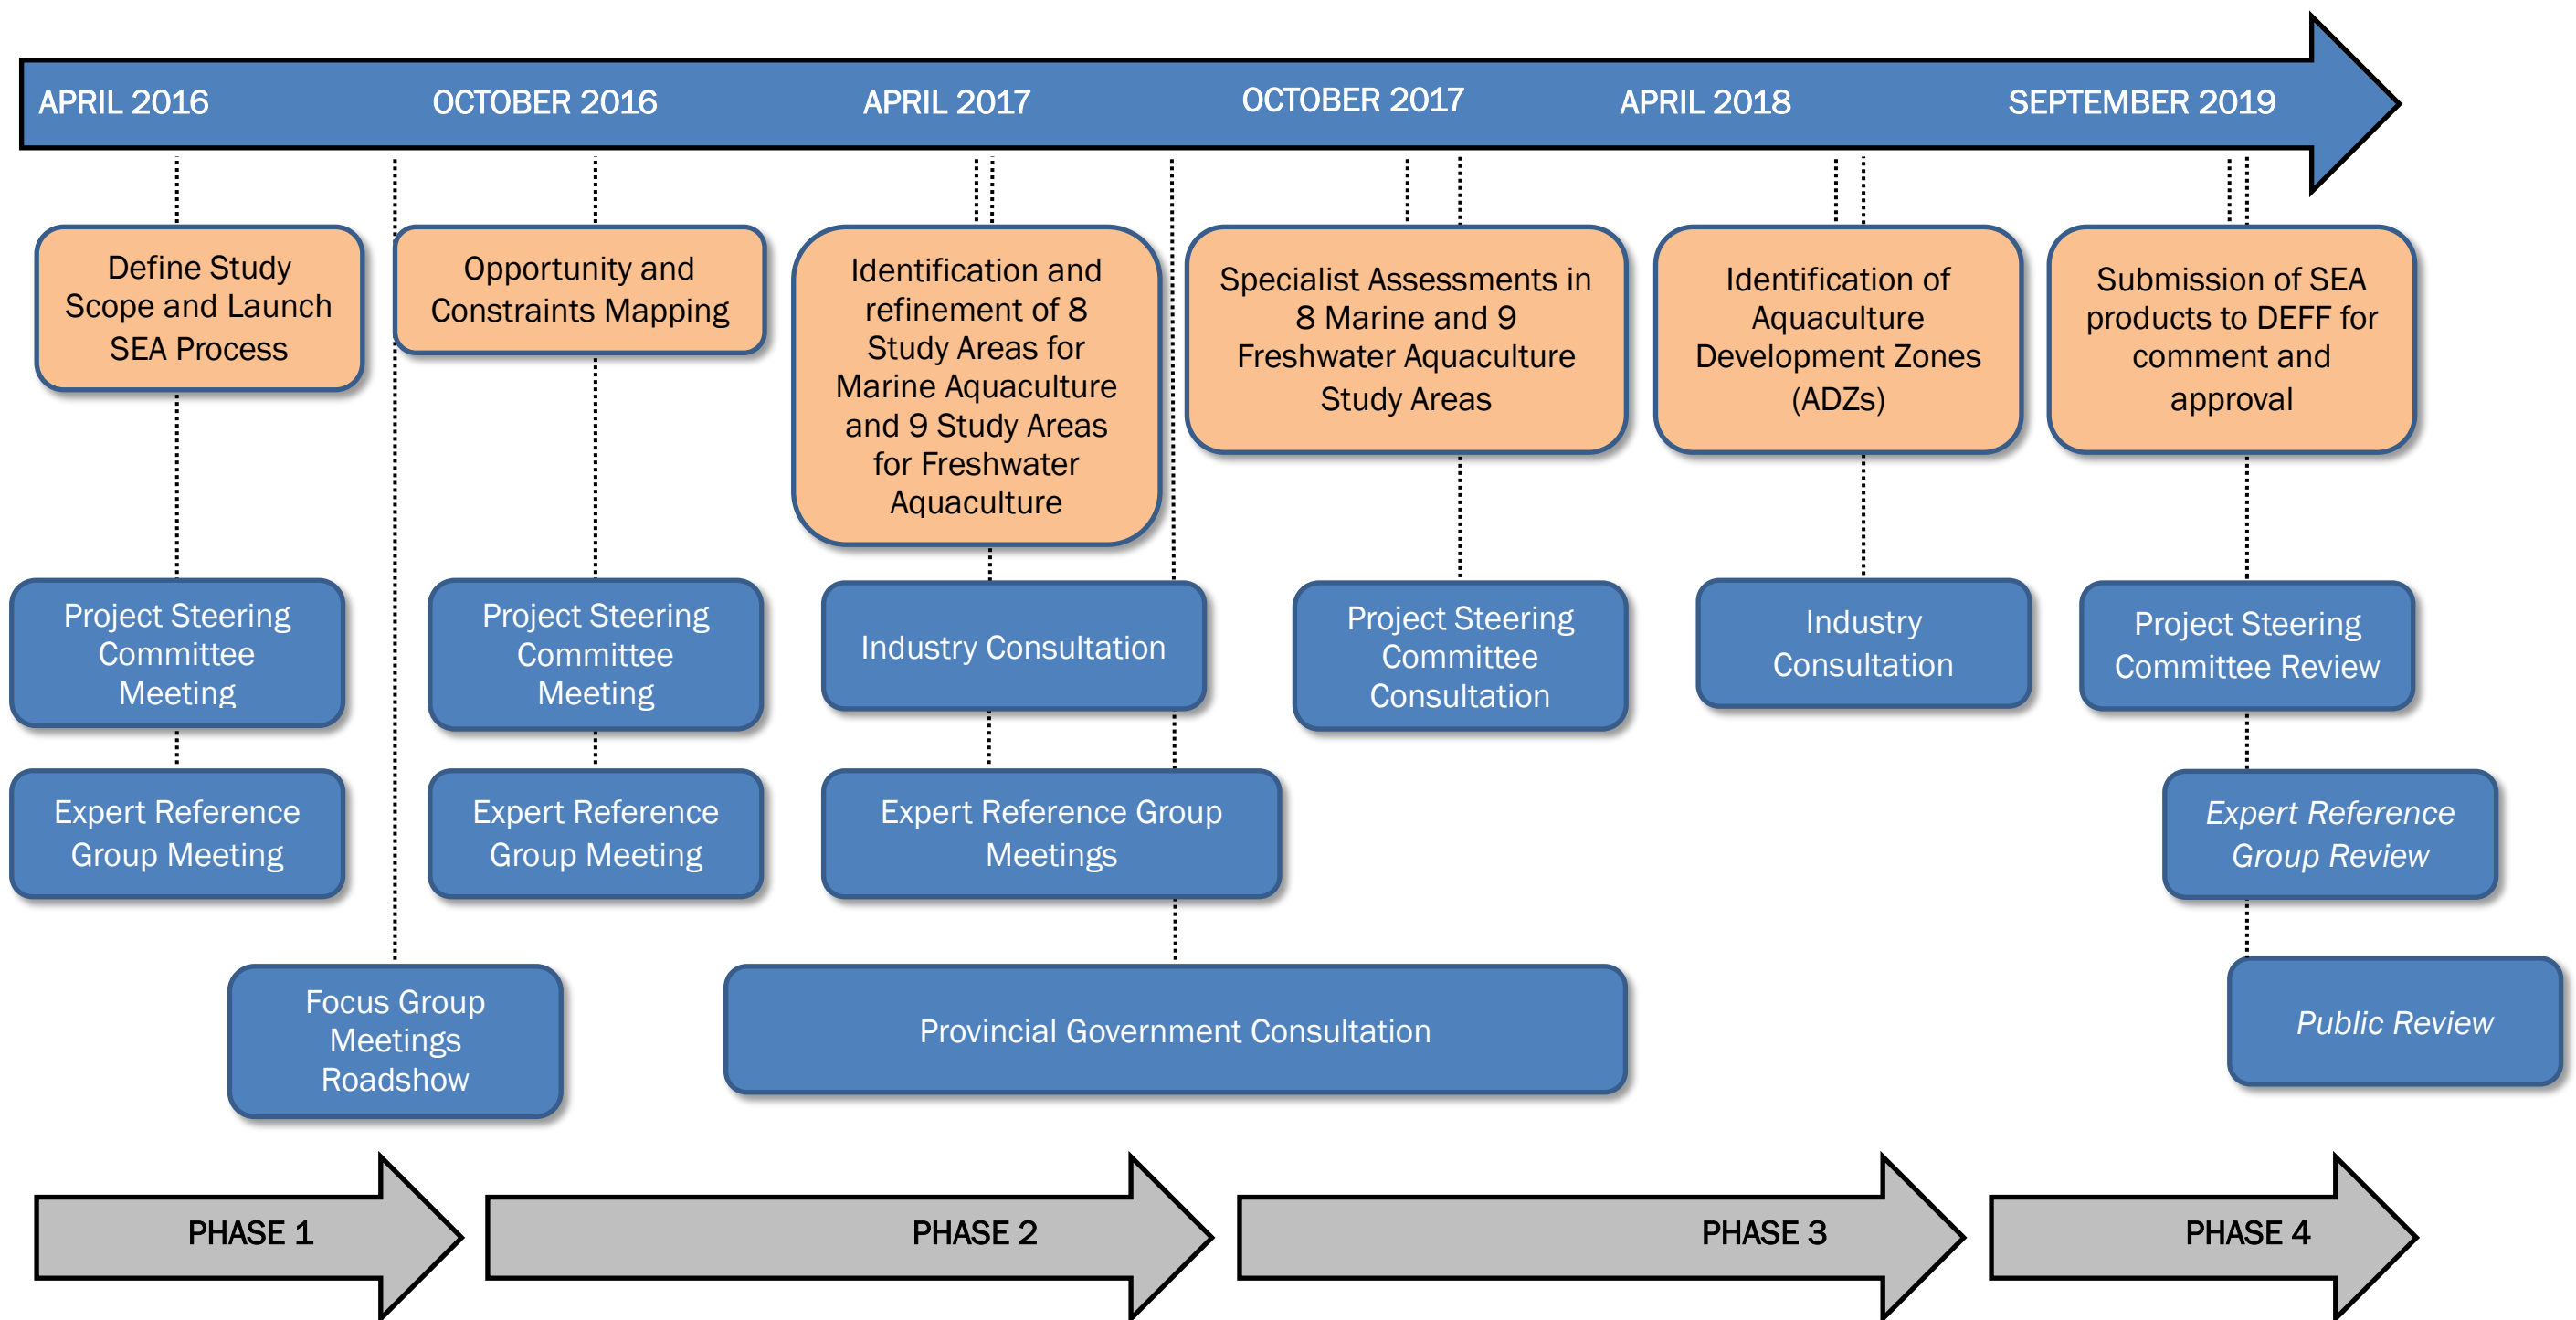 APRIL 2016
OCTOBER 2016
APRIL 2017
OCTOBER 2017
APRIL 2018
SEPTEMBER 2019
Define Study
Scope and Launch
SEA Process
Opportunity and
Constraints Mapping
Identification and
refinement of 8
Study Areas for
Marine Aquaculture
and 9 Study Areas
for Freshwater
Aquaculture
Specialist Assessments in
8 Marine and 9
Freshwater Aquaculture
Study Areas
Identification of
Aquaculture
Development Zones
(ADZs)
Submission of SEA
products to DEFF for
comment and
approval
Project Steering
Committee
Meeting
Project Steering
Committee
Meeting
Industry Consultation
Project Steering
Committee
Consultation
Industry
Consultation
Project Steering
Committee Review
Expert Reference
Group Meeting
Expert Reference
Group Meeting
Expert Reference Group
Meetings
Expert Reference
Group Review
Focus Group
Meetings
Roadshow
Provincial Government Consultation
Public Review
PHASE 1
PHASE 2
PHASE 3
PHASE 4